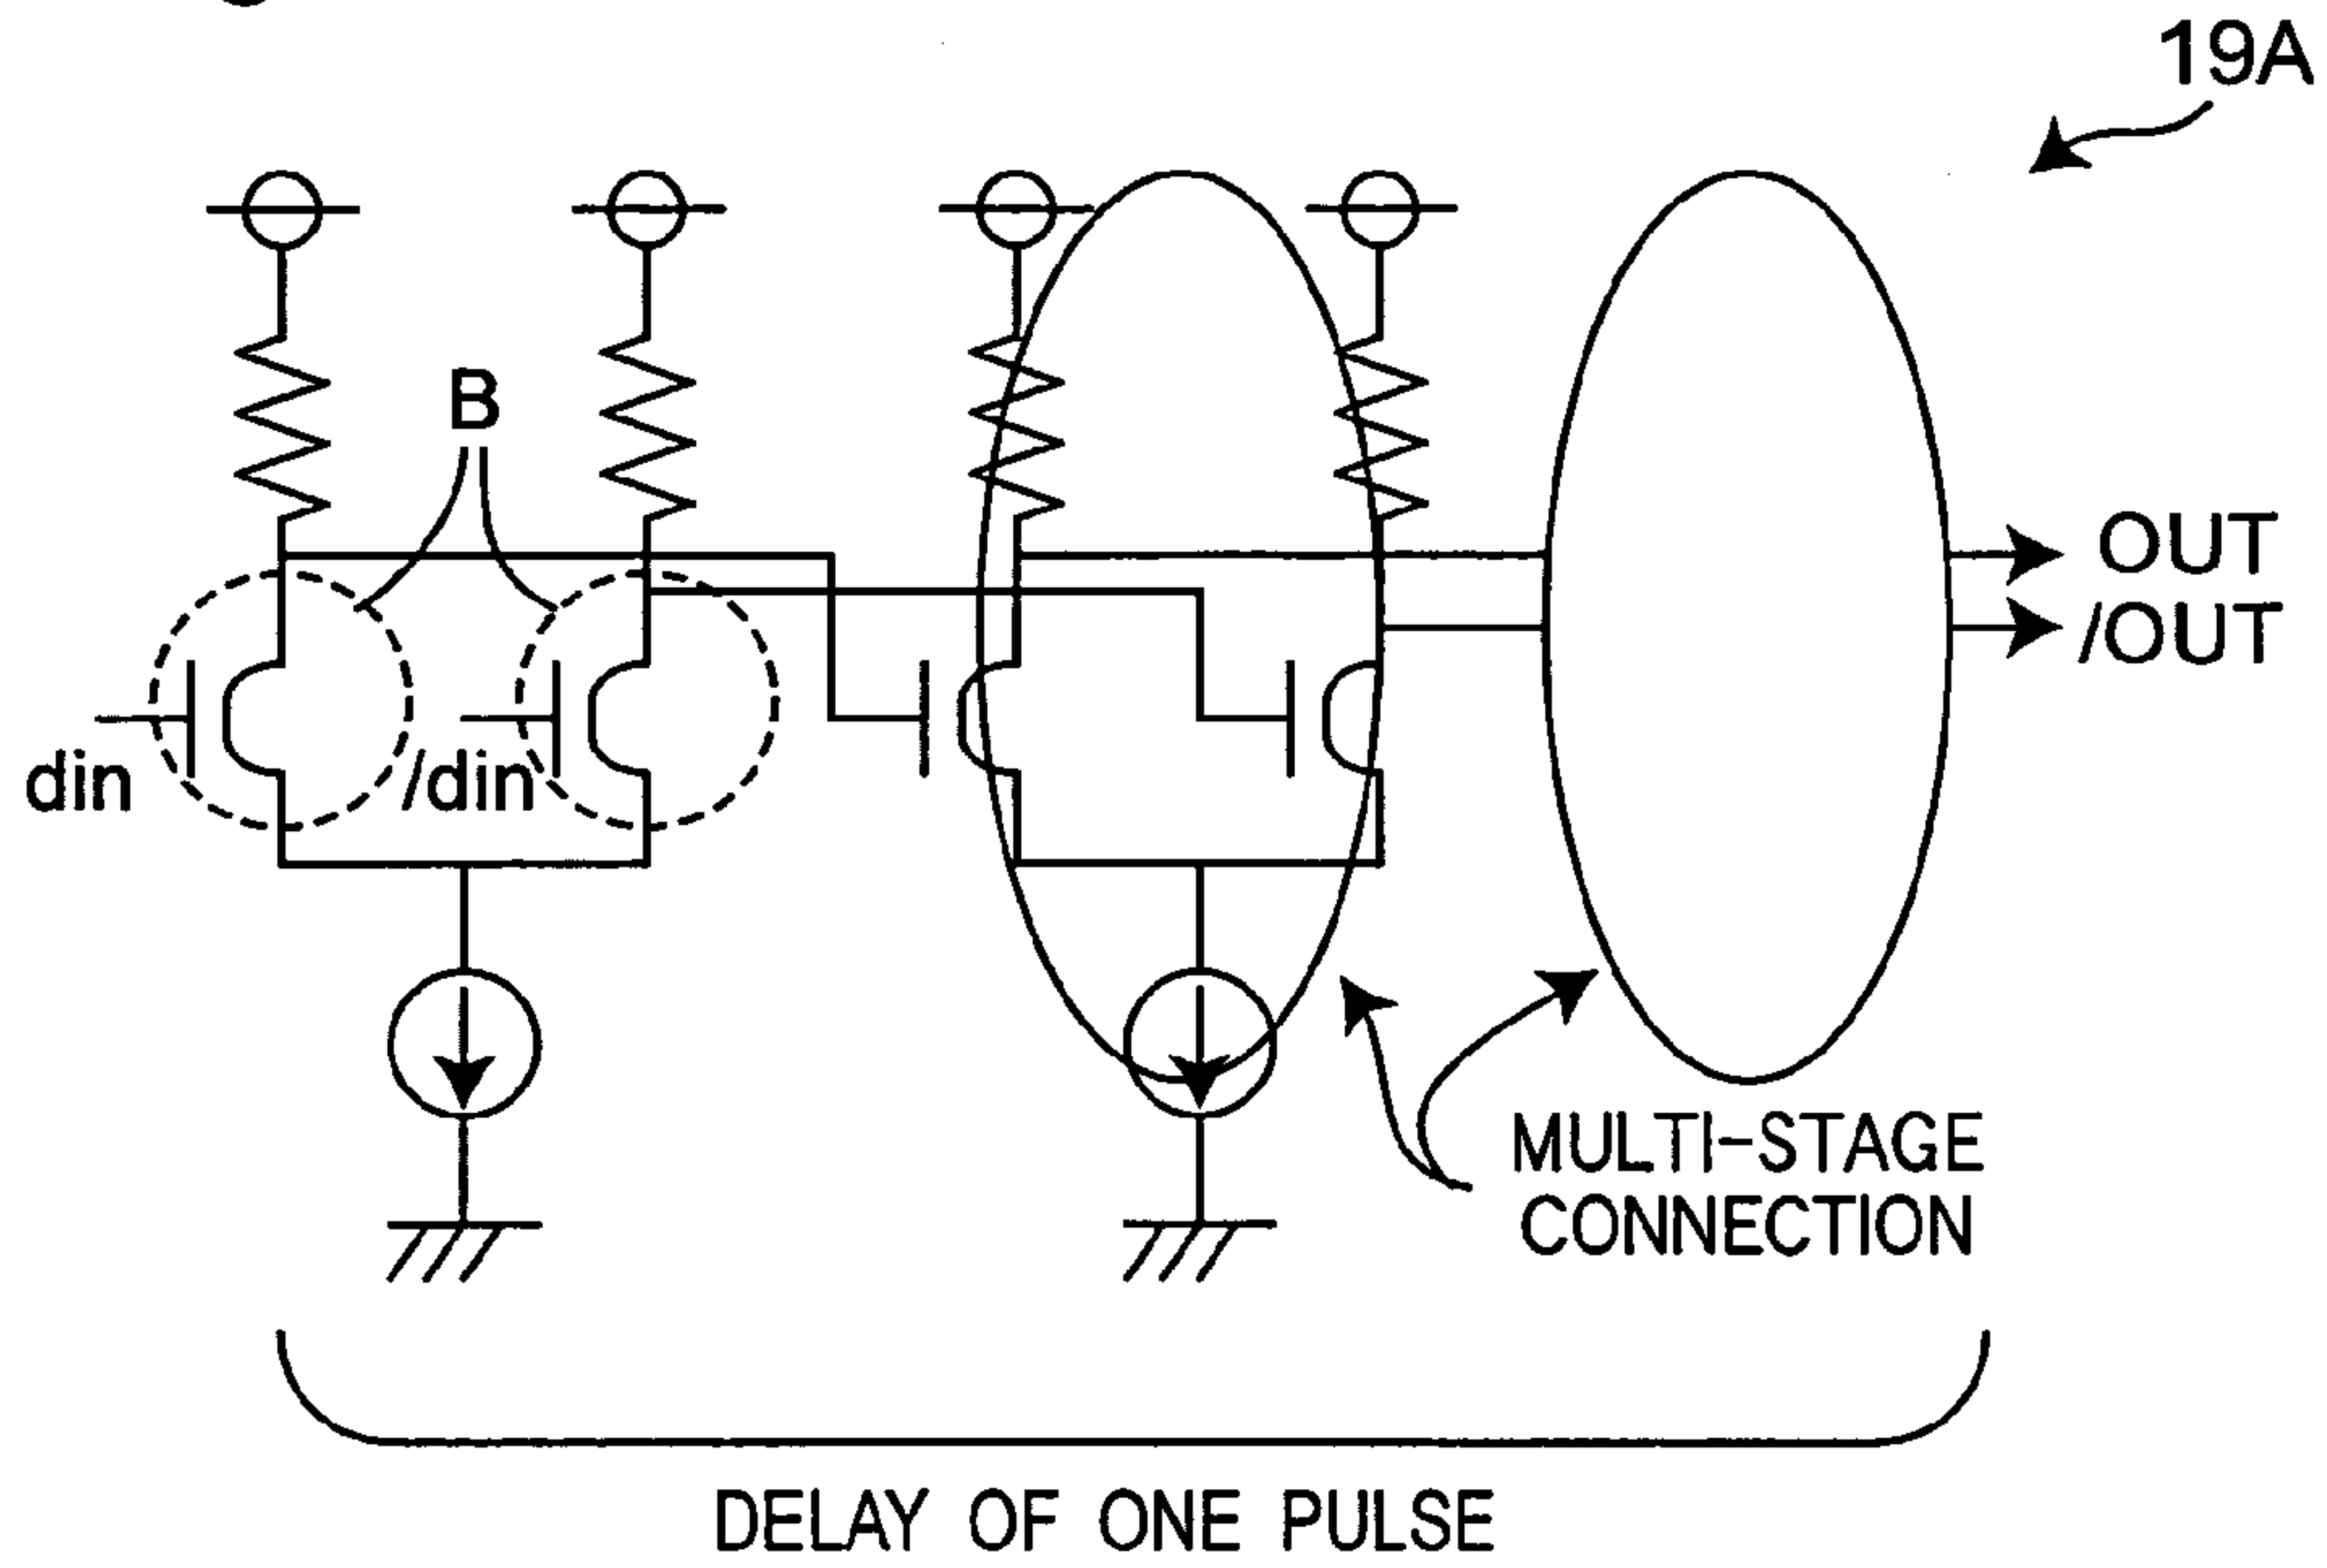 19A
B
OUT
/OUT
din
/din
MULTI-STAGE
CONNECTION
DELAY OF ONE PULSE